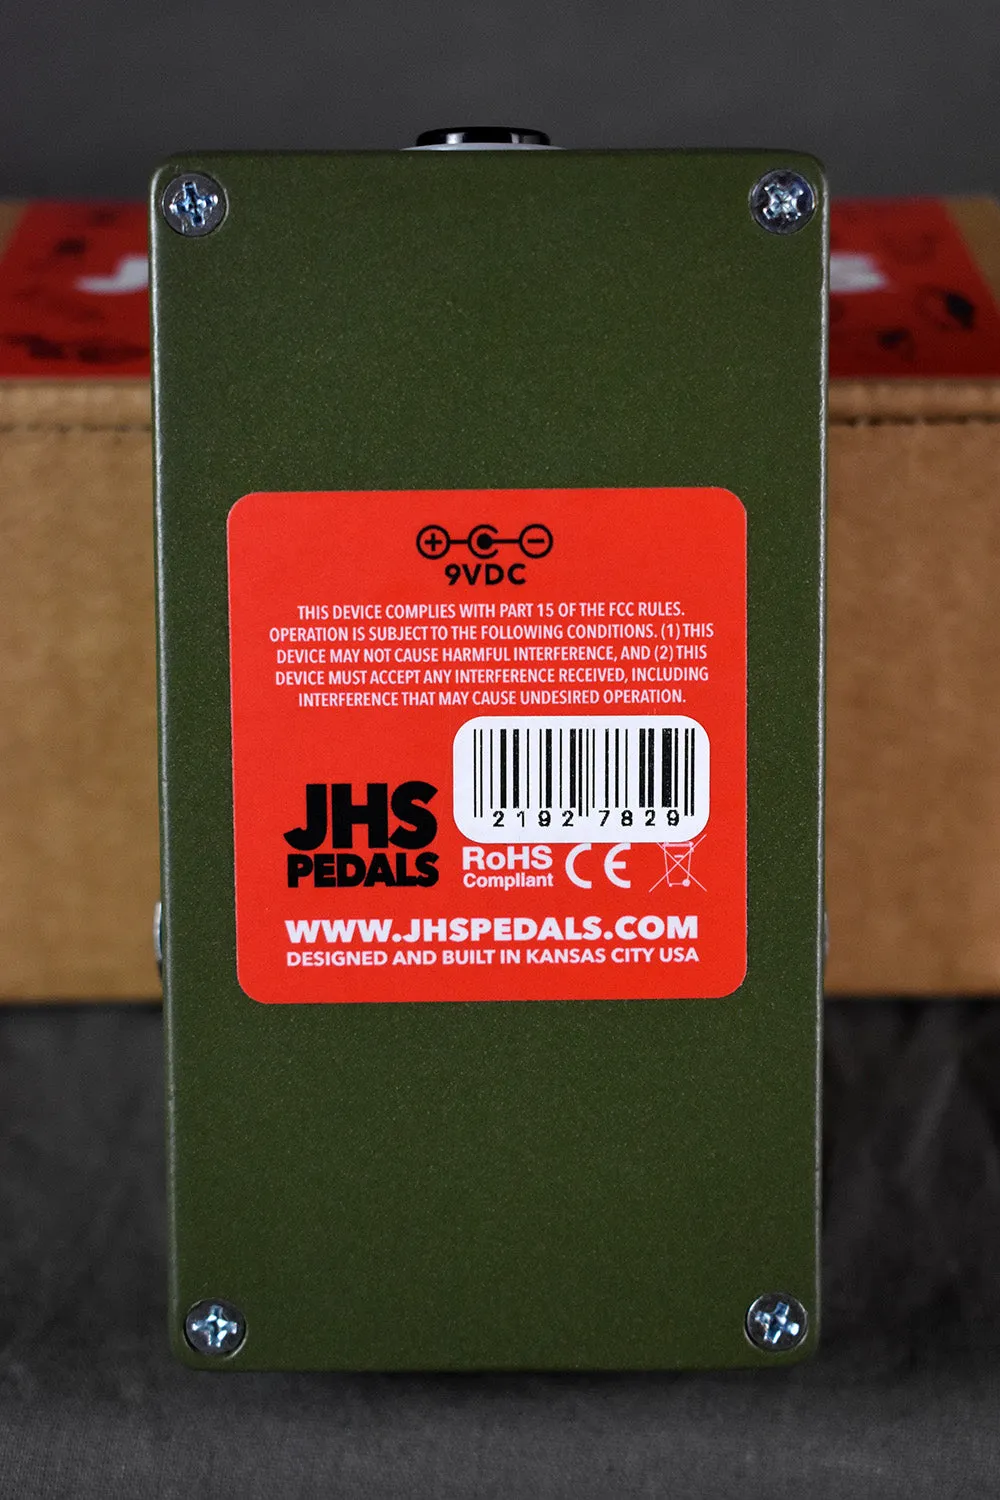 9VDC
THIS DEVICE COMPLIES WITH PART 15 OF THE FCC RULES.
OPERATION IS SUBJECT TO THE FOLLOWING CONDITIONS. (1) THIS
DEVICE MAY NOT CAUSE HARMFUL INTERFERENCE, AND (2) THIS
DEVICE MUST ACCEPT ANY INTERFERENCE RECEIVED, INCLUDING
INTERFERENCE THAT MAY CAUSE UNDESIRED OPERATION.
21927829
JHS
PEDALS
RoHS
Compliant
CE
WWW.JHSPEDALS.COM
DESIGNED AND BUILT IN KANSAS CITY USA